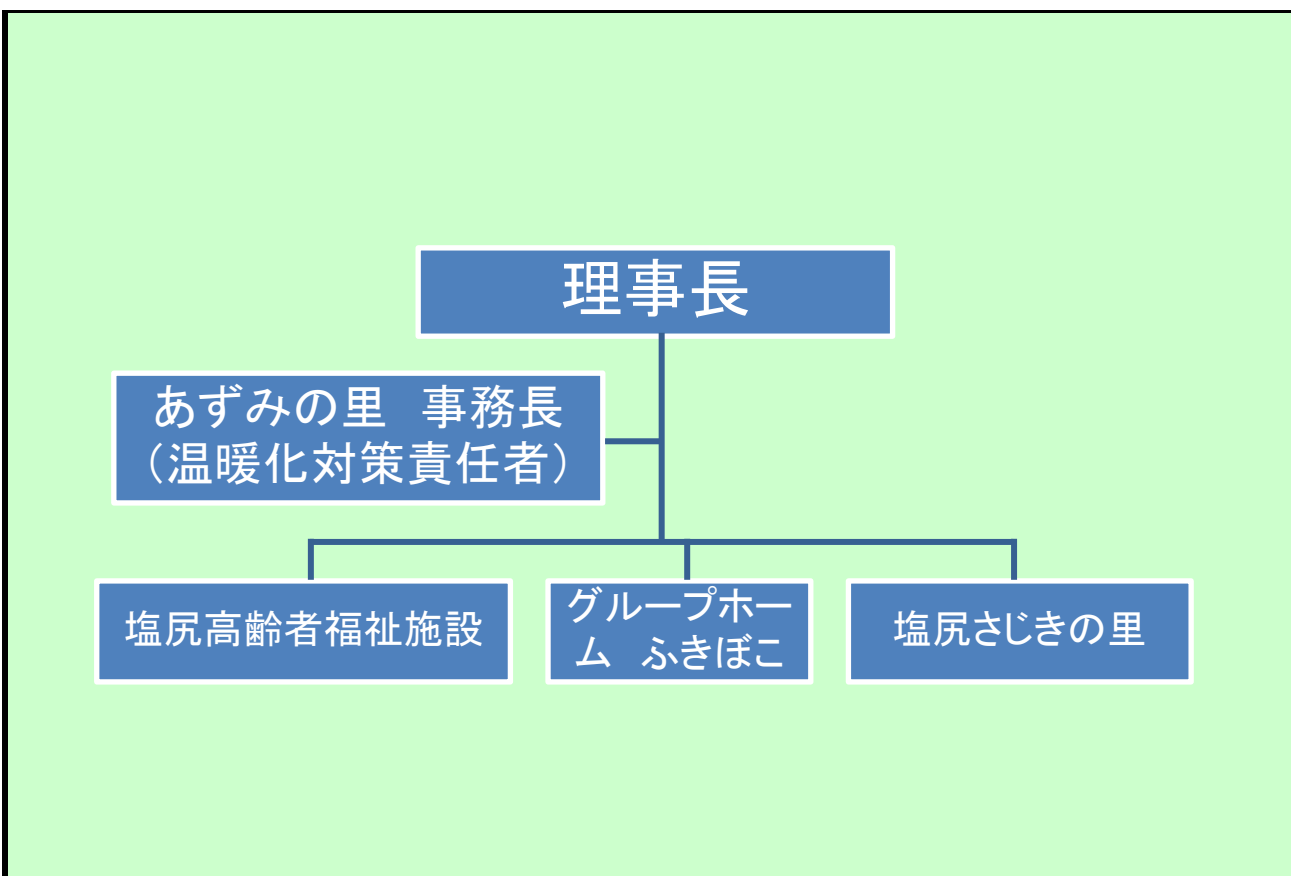 理事長
あずみの里　事務長
（温暖化対策責任者）
塩尻高齢者福祉施設
グループホー
ム　ふきぼこ
塩尻さじきの里